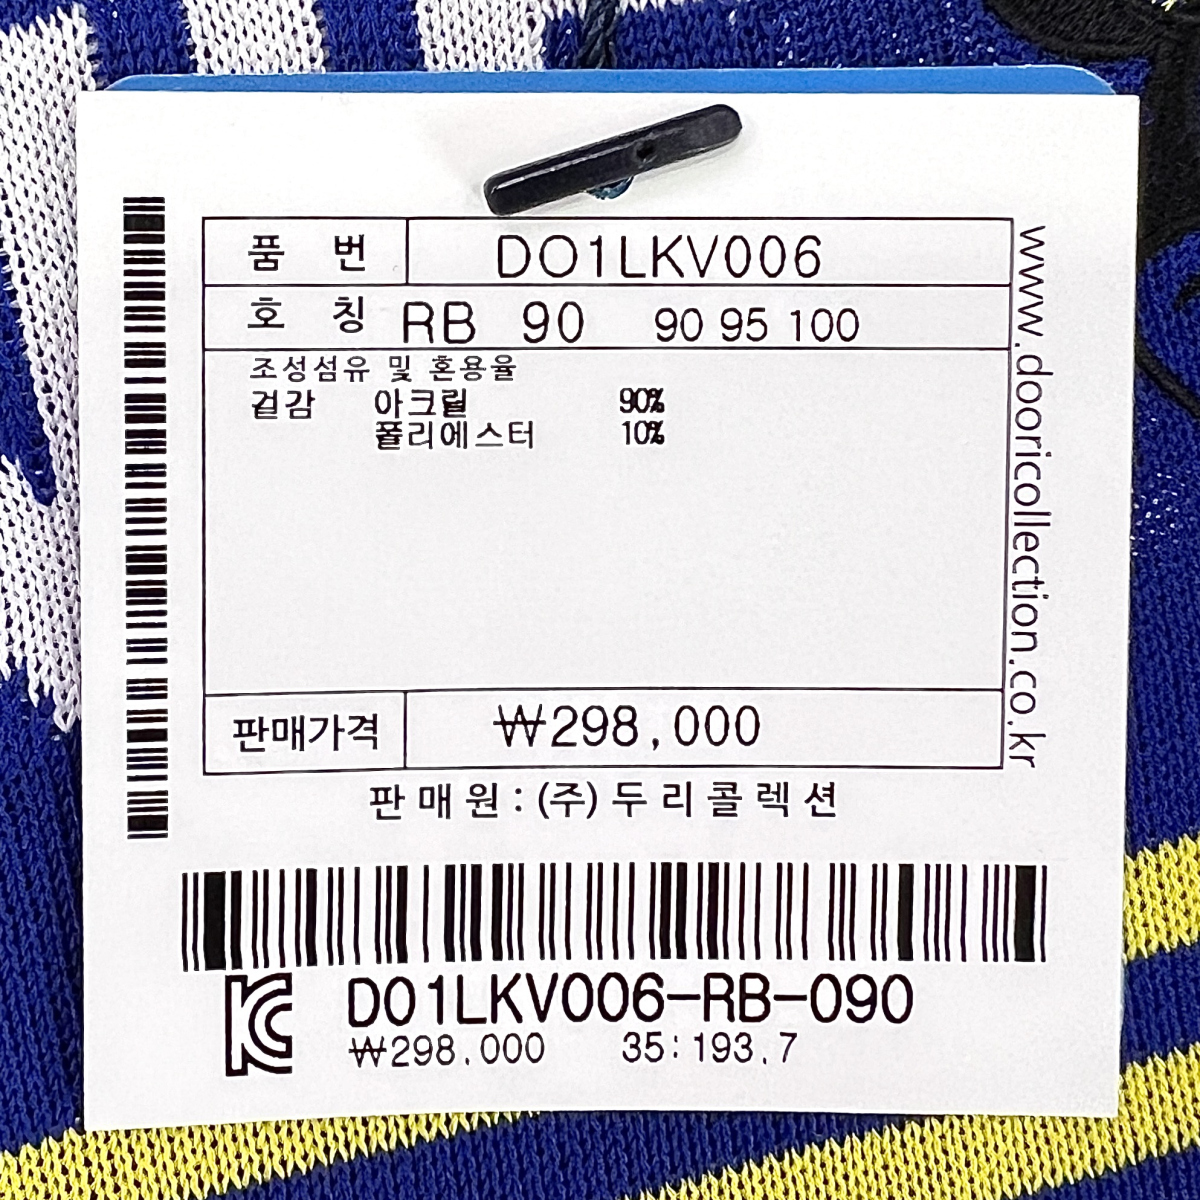 품 번 DO1LKV006
호 칭 RB 90 90 95 100
조성섬유 및 혼용율
겉감 아크릴 90%
폴리에스터 10%
판매가격 ₩298,000
판매원 : (주)두리콜렉션
www.dooricollection.co.kr
KC
DO1LKV006-RB-090
₩298,000 35:193,7